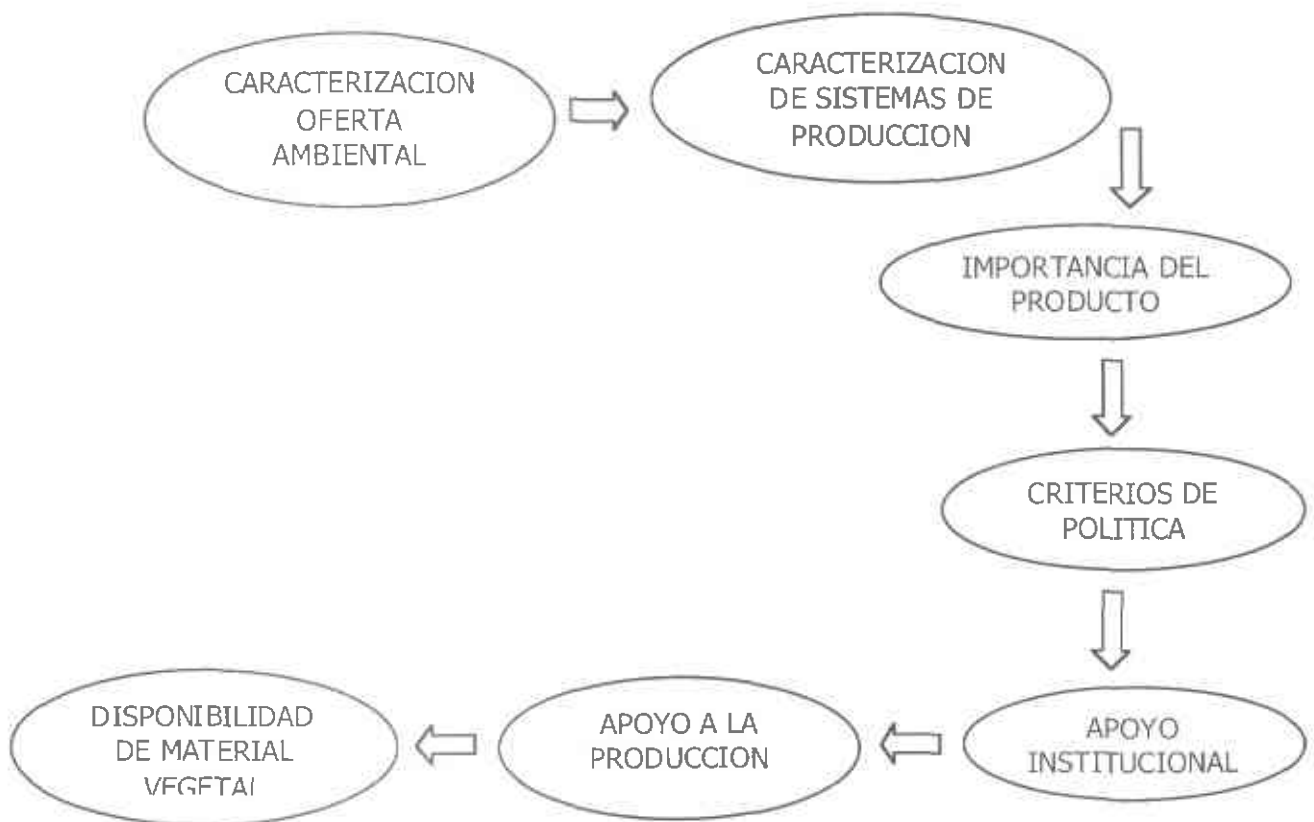 CARACTERIZACION
OFERTA
AMBIENTAL
CARACTERIZACION
DE SISTEMAS DE
PRODUCCION
IMPORTANCIA DEL
PRODUCTO
CRITERIOS DE
POLITICA
APOYO
INSTITUCIONAL
APOYO A LA
PRODUCCION
DISPONIBILIDAD
DE MATERIAL
VEGETAL